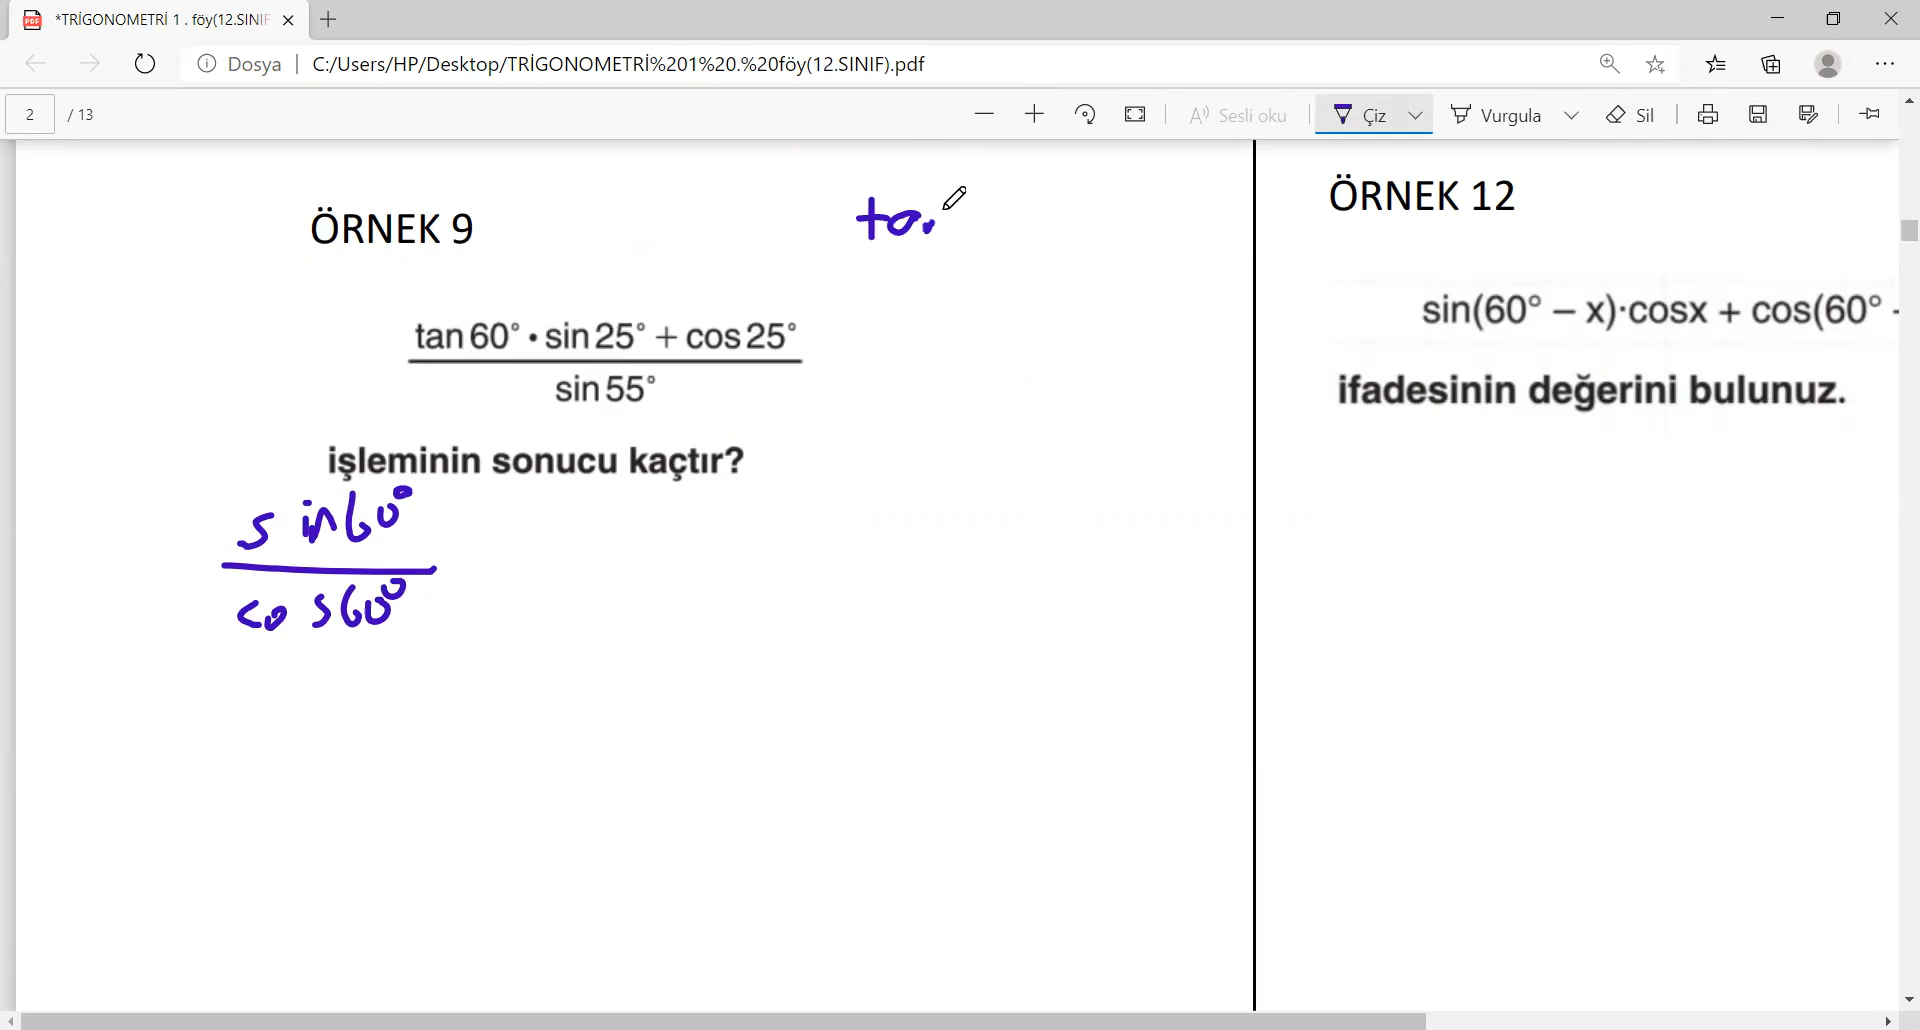 *TRİGONOMETRİ 1 . föy(12.SINIF
Dosya | C:/Users/HP/Desktop/TRİGONOMETRİ%201%20.%20föy(12.SINIF).pdf
2 / 13
Sesli oku Çiz Vurgula Sil
ÖRNEK 9
tan 60° • sin 25° + cos 25°
sin 55°
işleminin sonucu kaçtır?
sin60°
cos60°
ÖRNEK 12
sin(60° – x)·cosx + cos(60° -
ifadesinin değerini bulunuz.